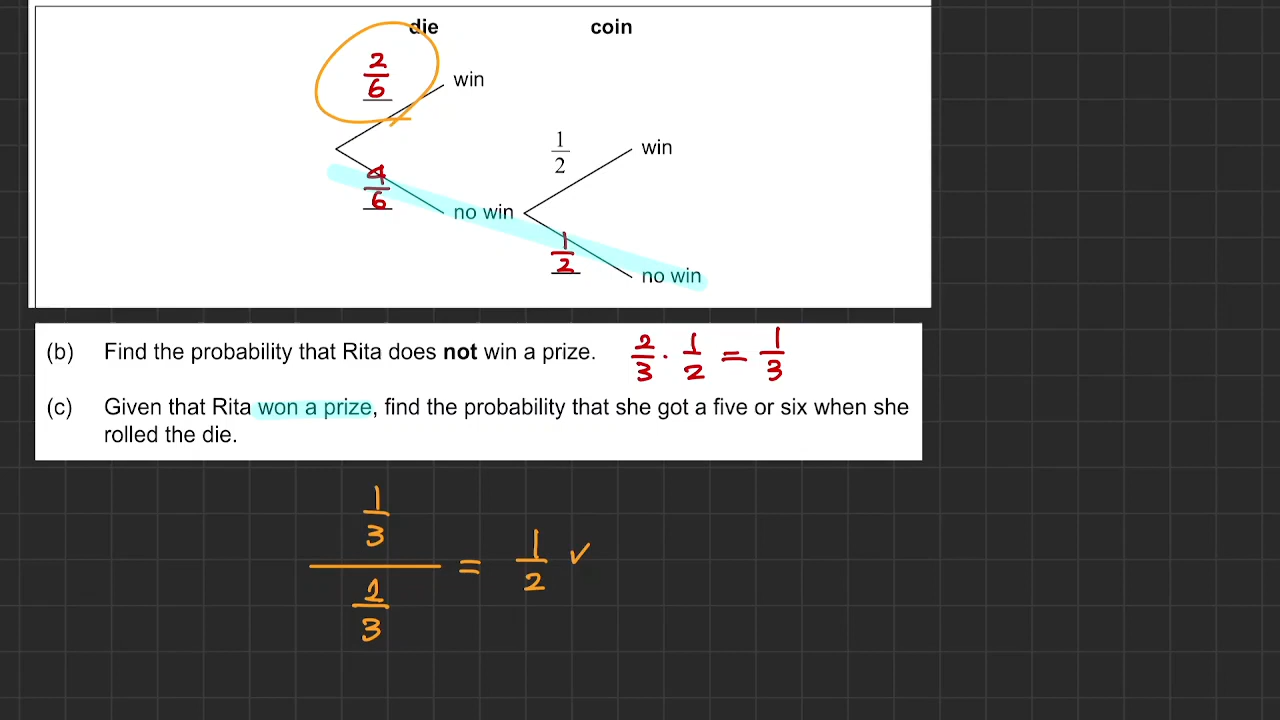 die coin
2/6 win
1/2 win
4/6 no win
1/2 no win
(b) Find the probability that Rita does not win a prize. 2/3 · 1/2 = 1/3
(c) Given that Rita won a prize, find the probability that she got a five or six when she
rolled the die.
1/3
= 1/2 ✓
2/3